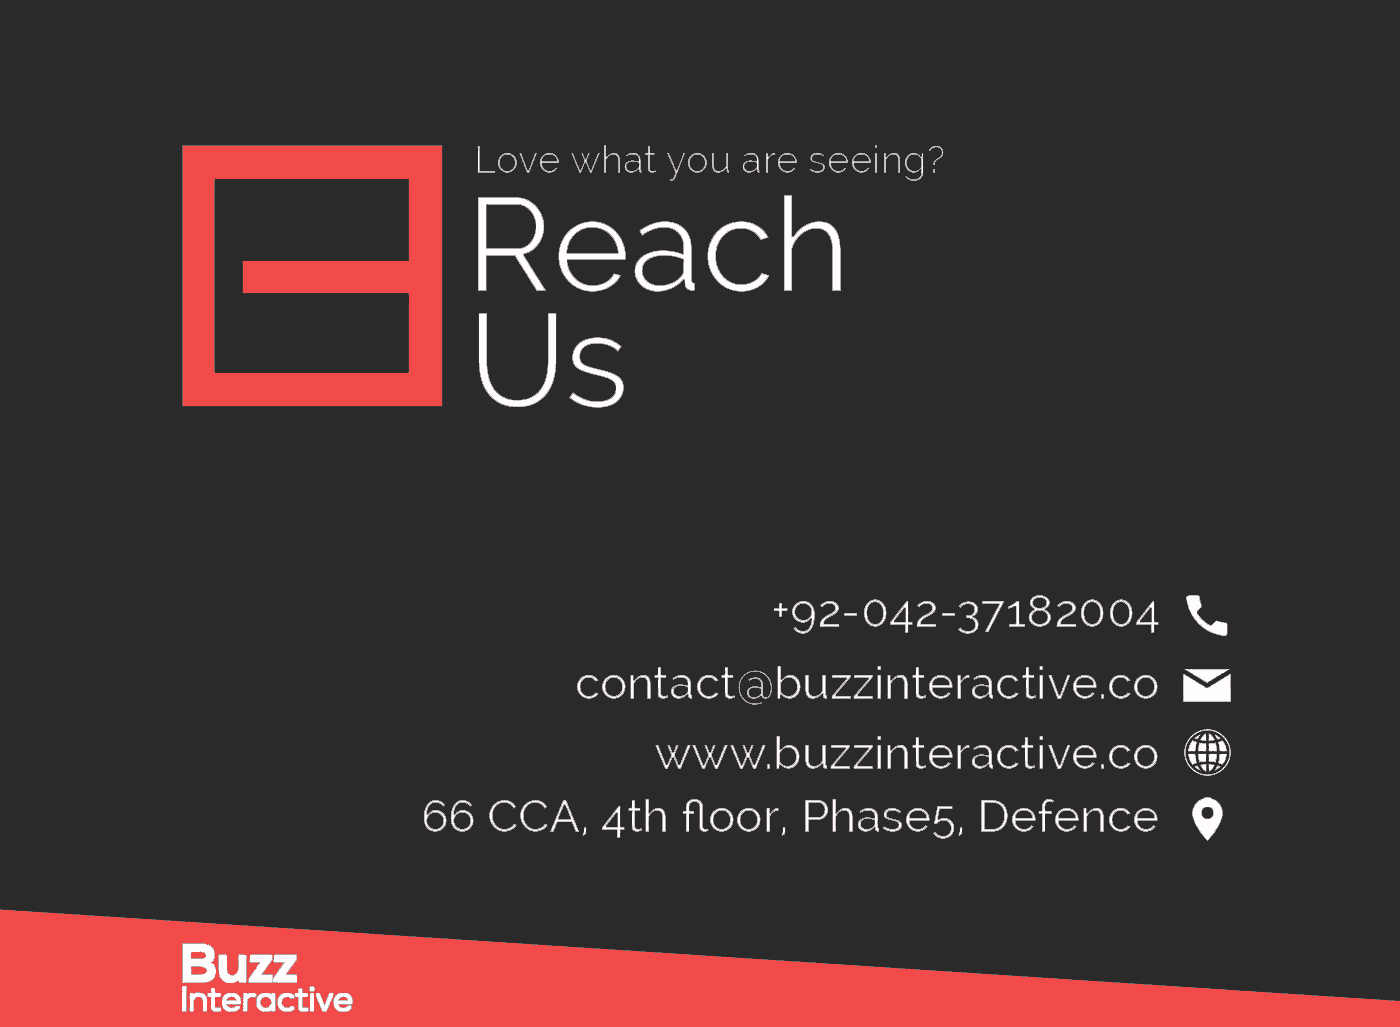 Love what you are seeing?
Reach
Us
+92-042-37182004
contact@buzzinteractive.co
www.buzzinteractive.co
66 CCA, 4th floor, Phase5, Defence
Buzz
Interactive